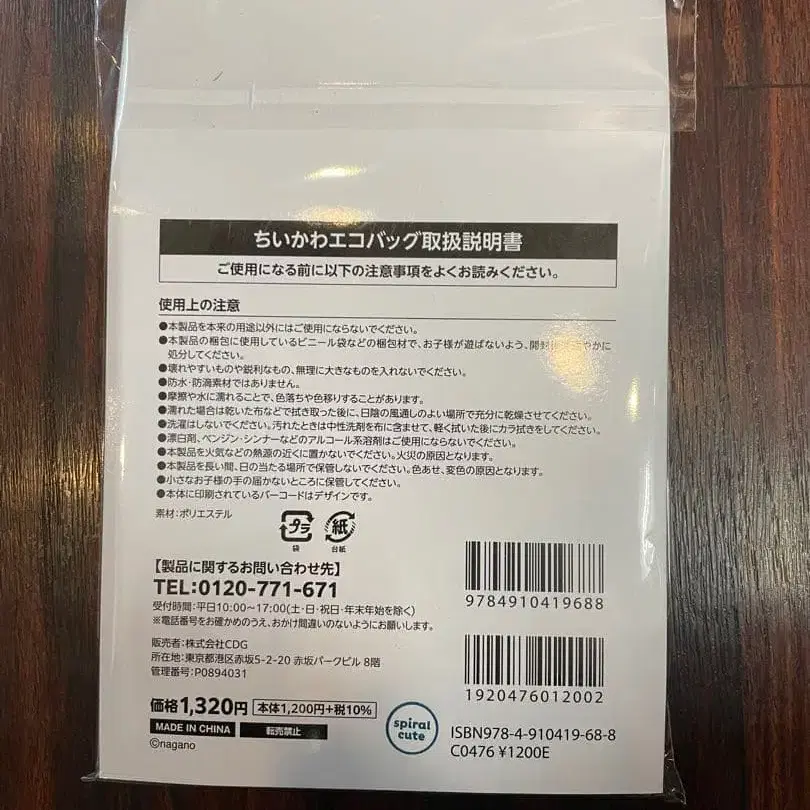 ちいかわエコバッグ取扱説明書
ご使用になる前に以下の注意事項をよくお読みください。
使用上の注意
●本製品を本来の用途以外にはご使用にならないでください。
●本製品の梱包に使用しているビニール袋などの梱包材で、お子様が遊ばないよう、開封 やかに
処分してください。
●壊れやすいものや鋭利なもの、無理に大きなものを入れないでください。
●防水・防滴素材ではありません。
●摩擦や水に濡れることで、色落ちや色移りすることがあります。
●濡れた場合は乾いた布などで拭き取った後に、日陰の風通しのよい場所で充分に乾燥させてください。
●洗濯はしないでください。汚れたときは中性洗剤を布に含ませて、軽く拭いた後にカラ拭きをしてください。
●漂白剤、ベンジン・シンナーなどのアルコール系溶剤はご使用にならないでください。
●本製品を火気などの熱源の近くに置かないでください。火災の原因となります。
●本製品を長い間、日の当たる場所で保管しないでください。色あせ、変色の原因となります。
●小さなお子様の手の届かないところに保管してください。
●本体に印刷されているバーコードはデザインです。
素材:ポリエステル
プラ 紙
袋 台紙
【製品に関するお問い合わせ先】
TEL:0120-771-671
受付時間:平日10:00~17:00(土・日・祝日・年末年始を除く)
※電話番号をお確かめのうえ、おかけ間違いのないようにお願いします。
販売者:株式会社CDG
所在地:東京都港区赤坂5-2-20 赤坂パークビル 8階
管理番号:P0894031
価格1,320円 本体1,200円+税10%
MADE IN CHINA 転売禁止
©nagano
spiral
cute
9784910419688
1920476012002
ISBN978-4-910419-68-8
C0476 ¥1200E